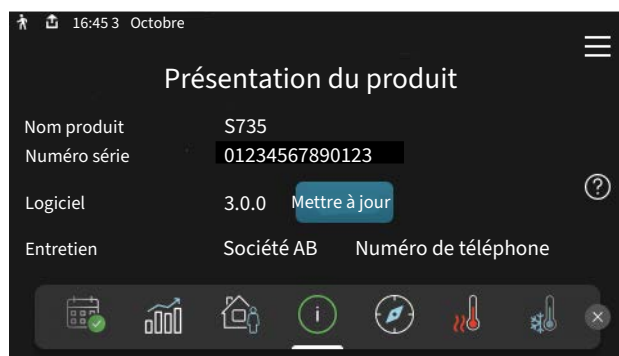 16:45 3 Octobre
Présentation du produit
Nom produit S735
Numéro série 01234567890123
Logiciel 3.0.0 Mettre à jour
Entretien Société AB Numéro de téléphone